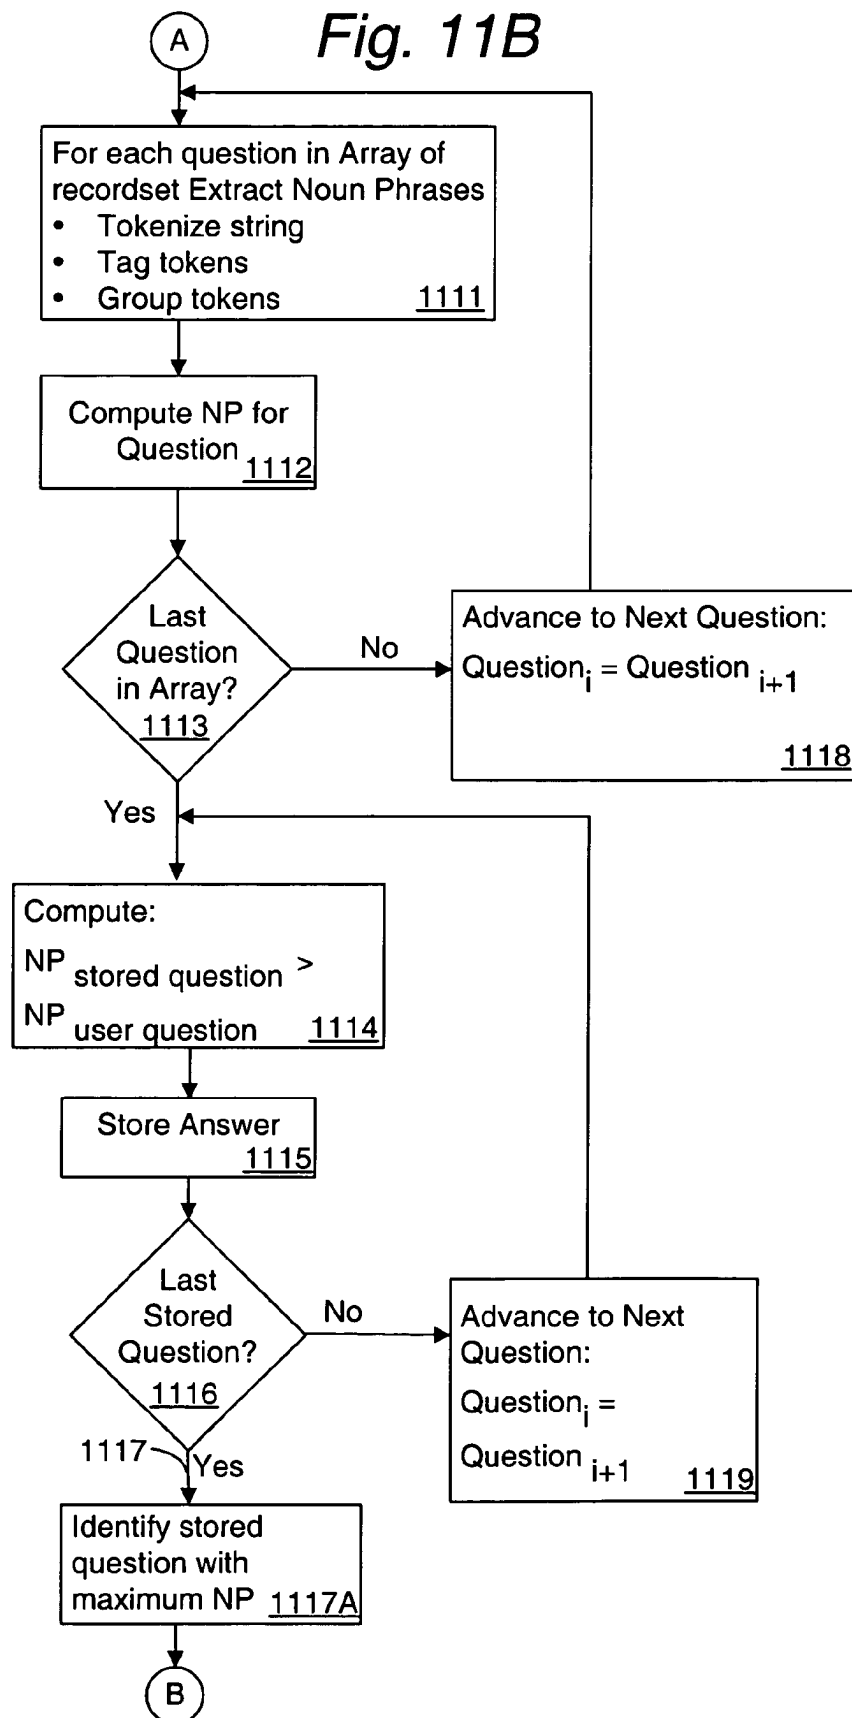 Fig. 11B
A
For each question in Array of
recordset Extract Noun Phrases
• Tokenize string
• Tag tokens
• Group tokens 1111
Compute NP for
Question 1112
Last
Question
in Array?
1113
No
Advance to Next Question:
Question i = Question i+1
1118
Yes
Compute:
NP stored question >
NP user question 1114
Store Answer
1115
Last
Stored
Question?
1116
No
Advance to Next
Question:
Question i =
Question i+1 1119
1117 Yes
Identify stored
question with
maximum NP 1117A
B